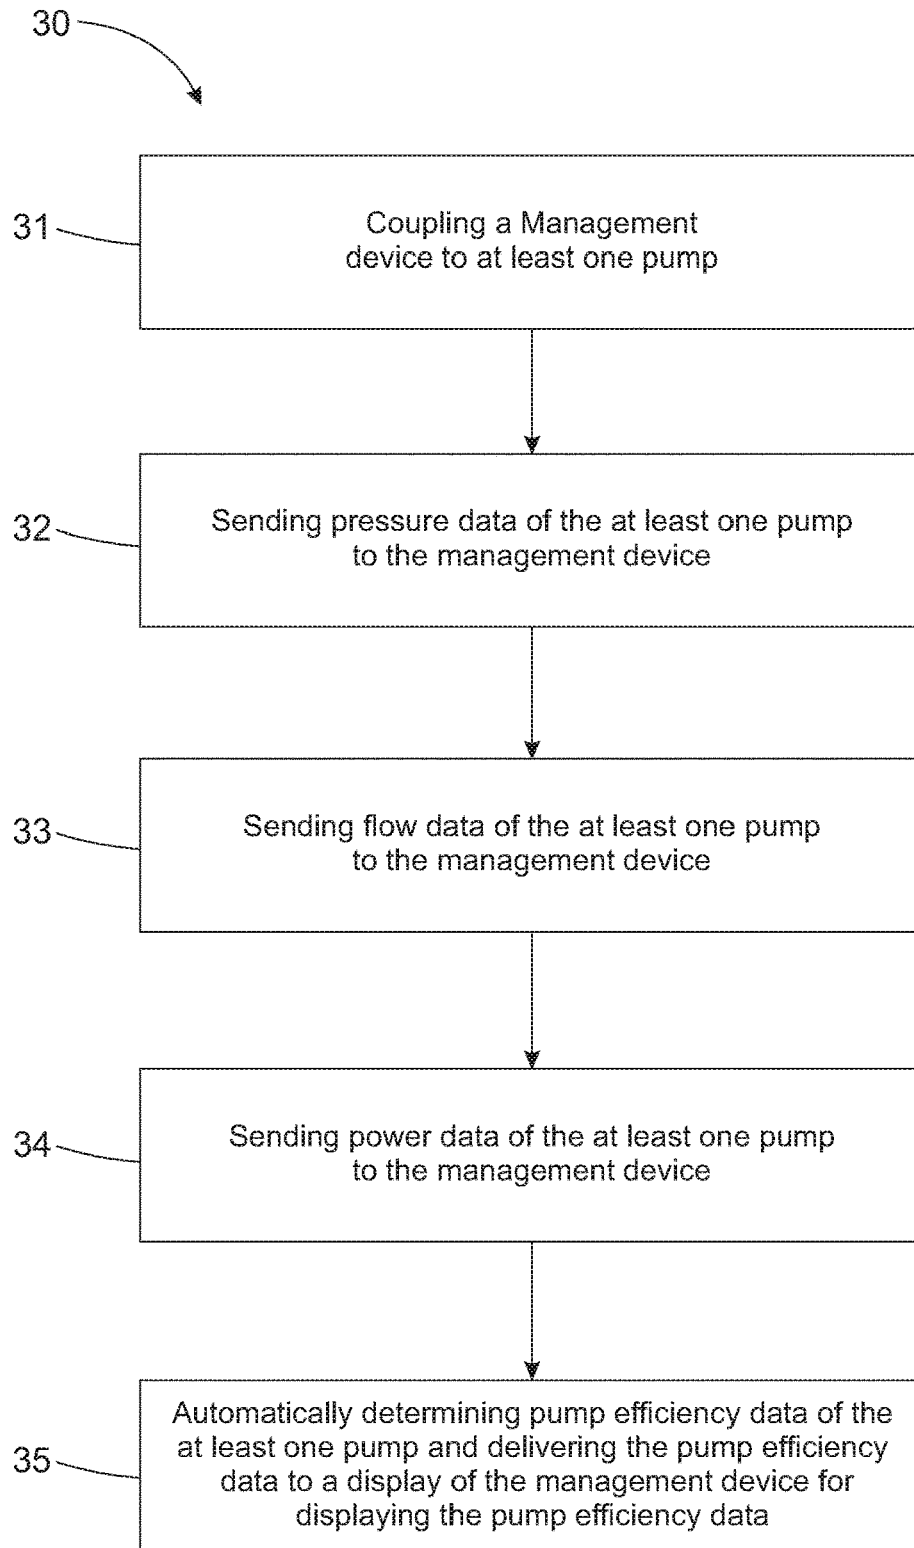 30
31
Coupling a Management
device to at least one pump
32
Sending pressure data of the at least one pump
to the management device
33
Sending flow data of the at least one pump
to the management device
34
Sending power data of the at least one pump
to the management device
35
Automatically determining pump efficiency data of the
at least one pump and delivering the pump efficiency
data to a display of the management device for
displaying the pump efficiency data